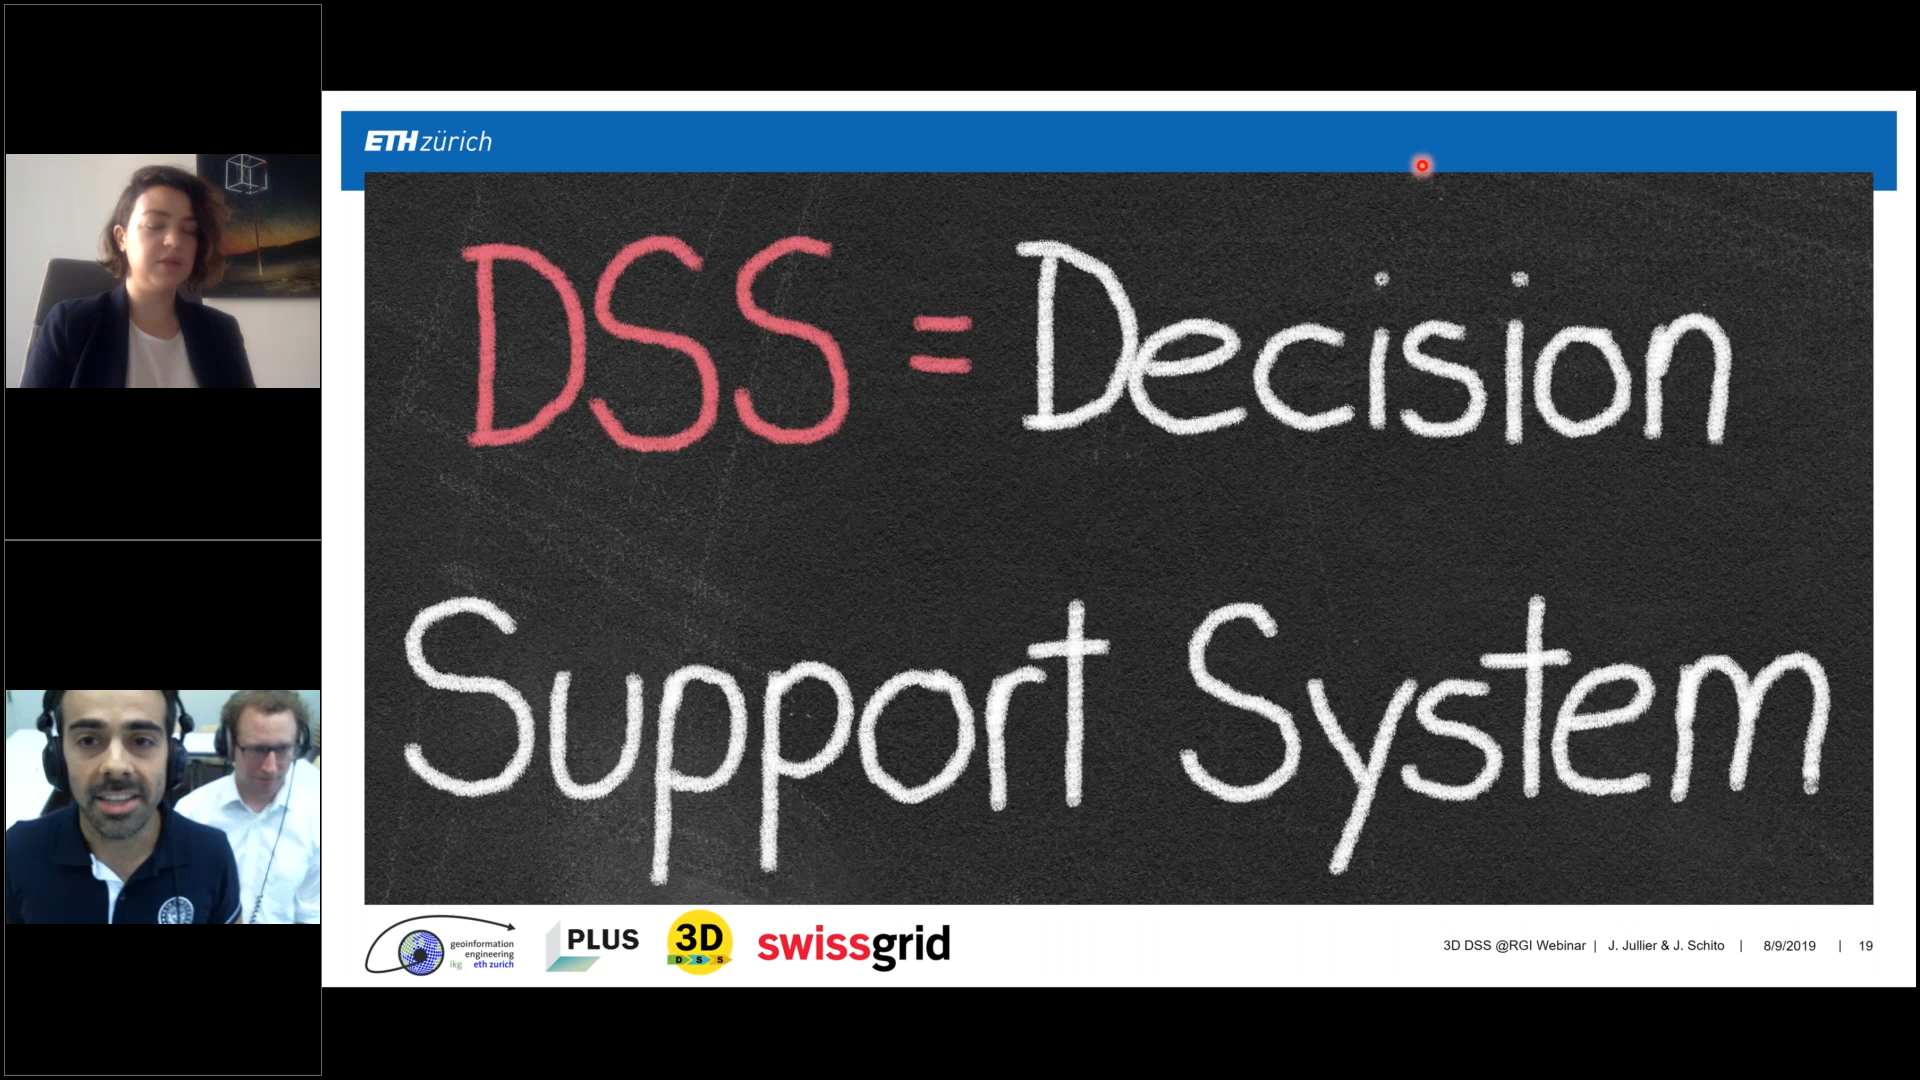 ETH zürich
DSS = Decision
Support System
geoinformation
engineering
ikg eth zurich
PLUS
3D
D S S
swissgrid
3D DSS @RGI Webinar | J. Jullier & J. Schito | 8/9/2019 | 19